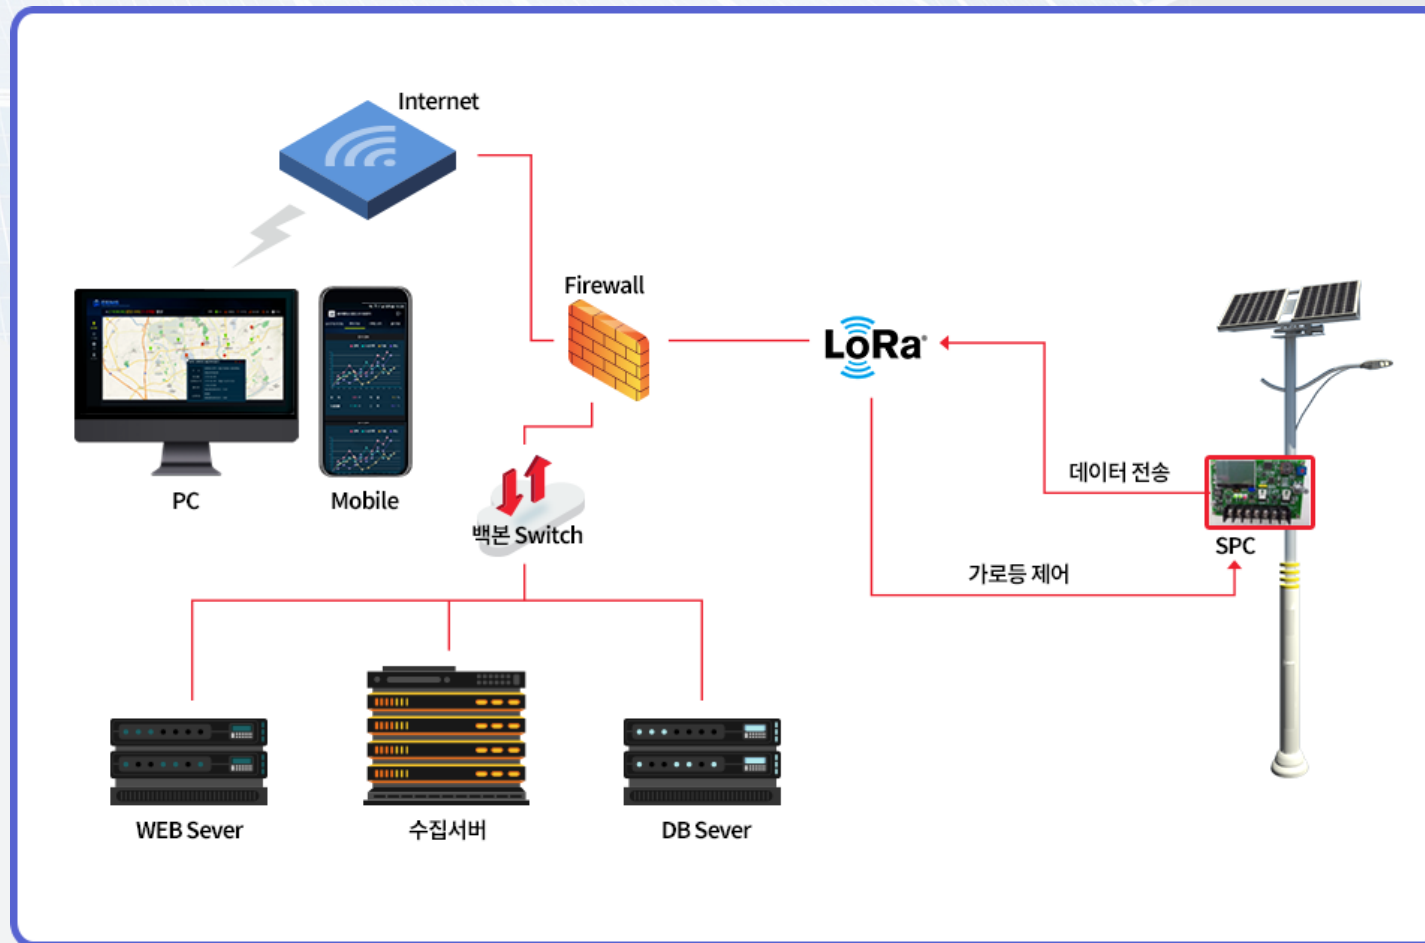 Internet
Firewall
LoRa
PC
Mobile
백본 Switch
데이터 전송
SPC
가로등 제어
WEB Sever
수집서버
DB Sever